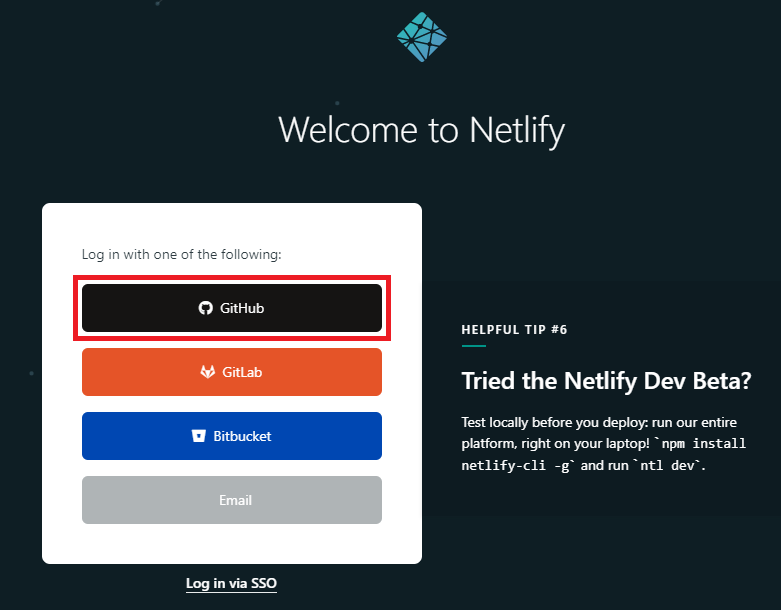 Welcome to Netlify
Log in with one of the following:
GitHub
GitLab
Bitbucket
Email
Log in via SSO
HELPFUL TIP #6
Tried the Netlify Dev Beta?
Test locally before you deploy: run our entire
platform, right on your laptop! `npm install
netlify-cli -g` and run `ntl dev`.